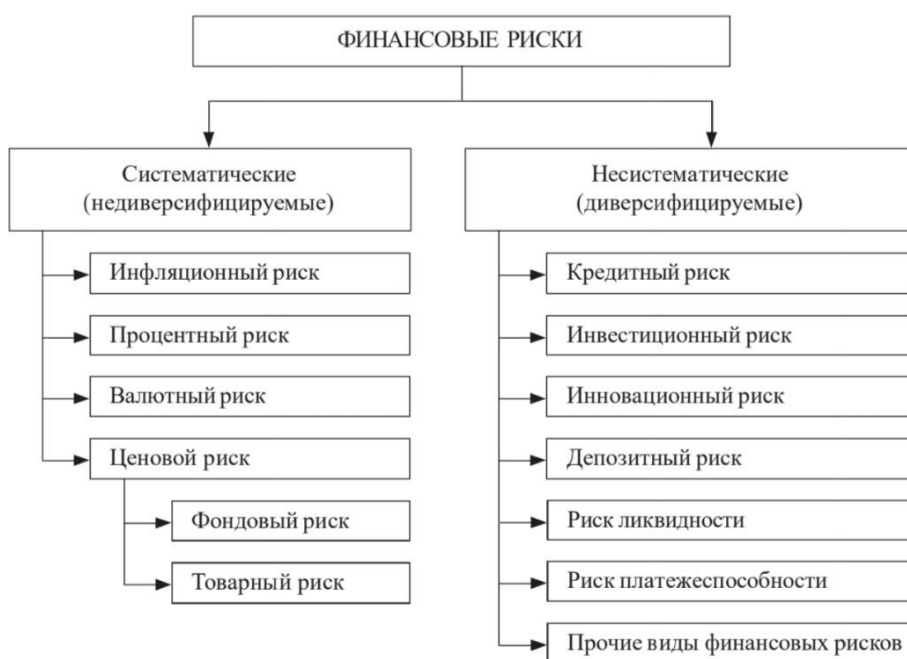 ФИНАНСОВЫЕ РИСКИ
Систематические
(недиверсифицируемые)
Инфляционный риск
Процентный риск
Валютный риск
Ценовой риск
Фондовый риск
Товарный риск
Несистематические
(диверсифицируемые)
Кредитный риск
Инвестиционный риск
Инновационный риск
Депозитный риск
Риск ликвидности
Риск платежеспособности
Прочие виды финансовых рисков